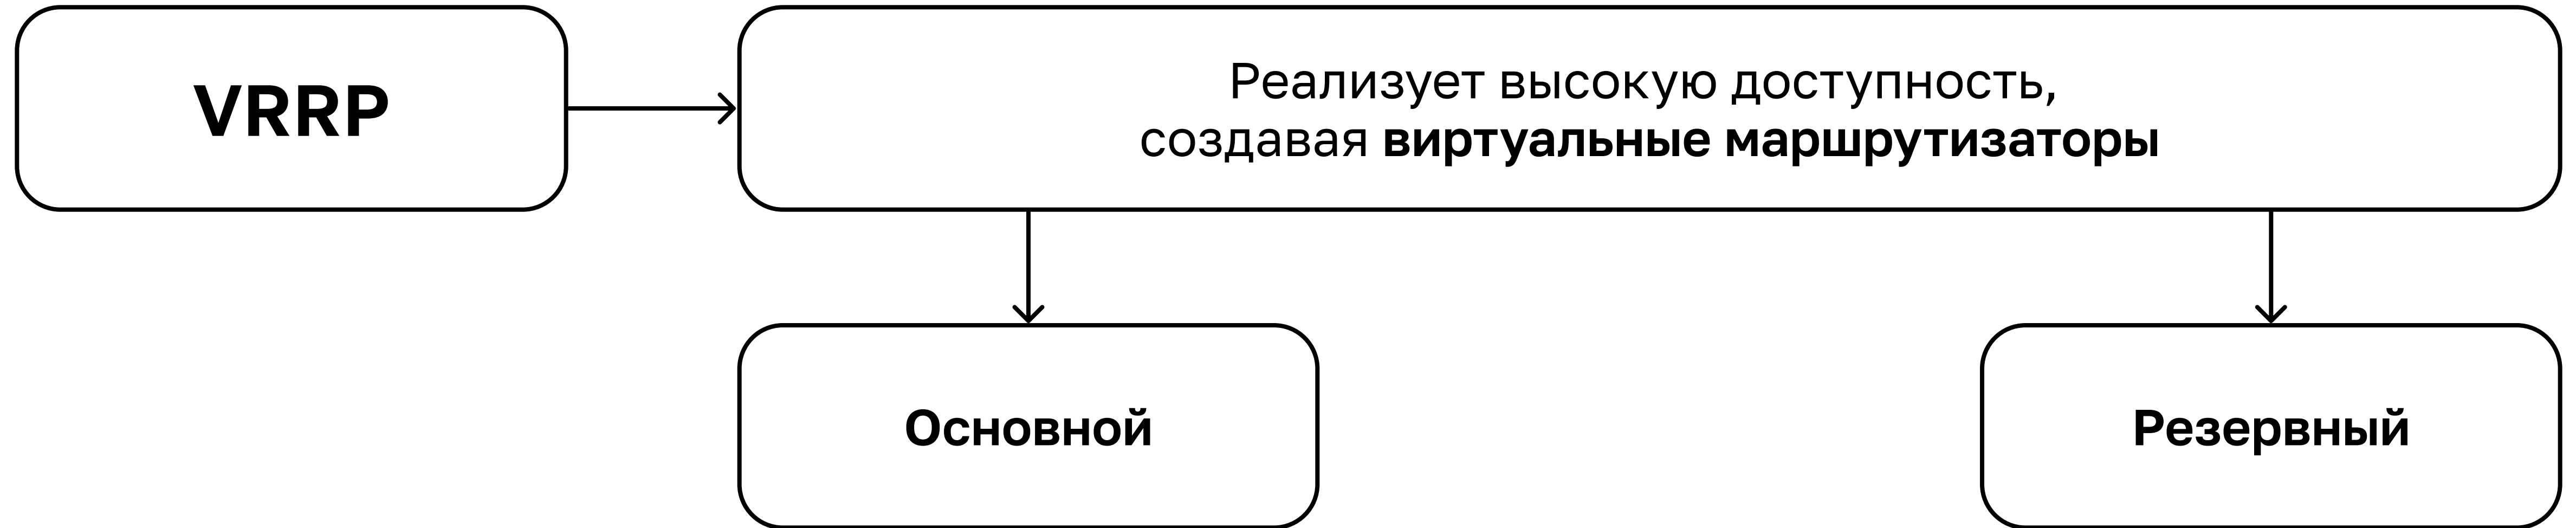 VRRP
Реализует высокую доступность,
создавая виртуальные маршрутизаторы
Основной
Резервный